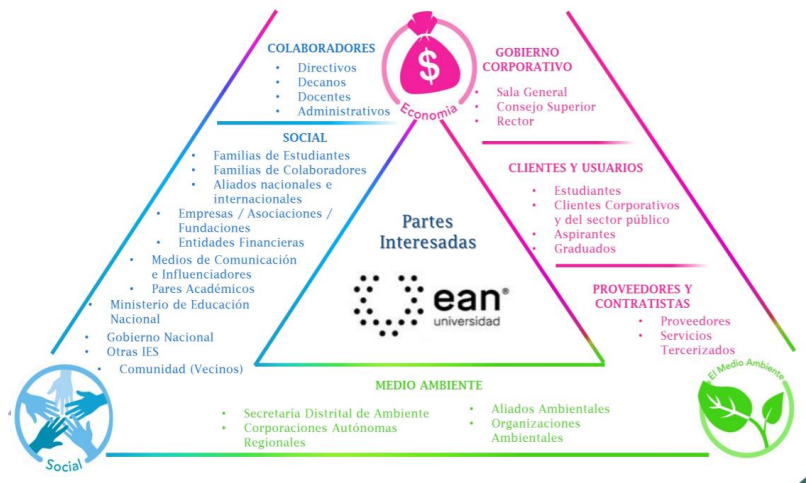 COLABORADORES
• Directivos
• Decanos
• Docentes
• Administrativos
SOCIAL
• Familias de Estudiantes
• Familias de Colaboradores
• Aliados nacionales e
internacionales
• Empresas / Asociaciones /
Fundaciones
• Entidades Financieras
• Medios de Comunicación
e Influenciadores
• Pares Académicos
• Ministerio de Educación
Nacional
• Gobierno Nacional
• Otras IES
• Comunidad (Vecinos)
Social
$
Economia
Partes
Interesadas
ean®
universidad
GOBIERNO
CORPORATIVO
• Sala General
• Consejo Superior
• Rector
CLIENTES Y USUARIOS
• Estudiantes
• Clientes Corporativos
y del sector público
• Aspirantes
• Graduados
PROVEEDORES Y
CONTRATISTAS
• Proveedores
• Servicios
Tercerizados
El Medio Ambiente
MEDIO AMBIENTE
• Secretaria Distrital de Ambiente
• Corporaciones Autónomas
Regionales
• Aliados Ambientales
• Organizaciones
Ambientales